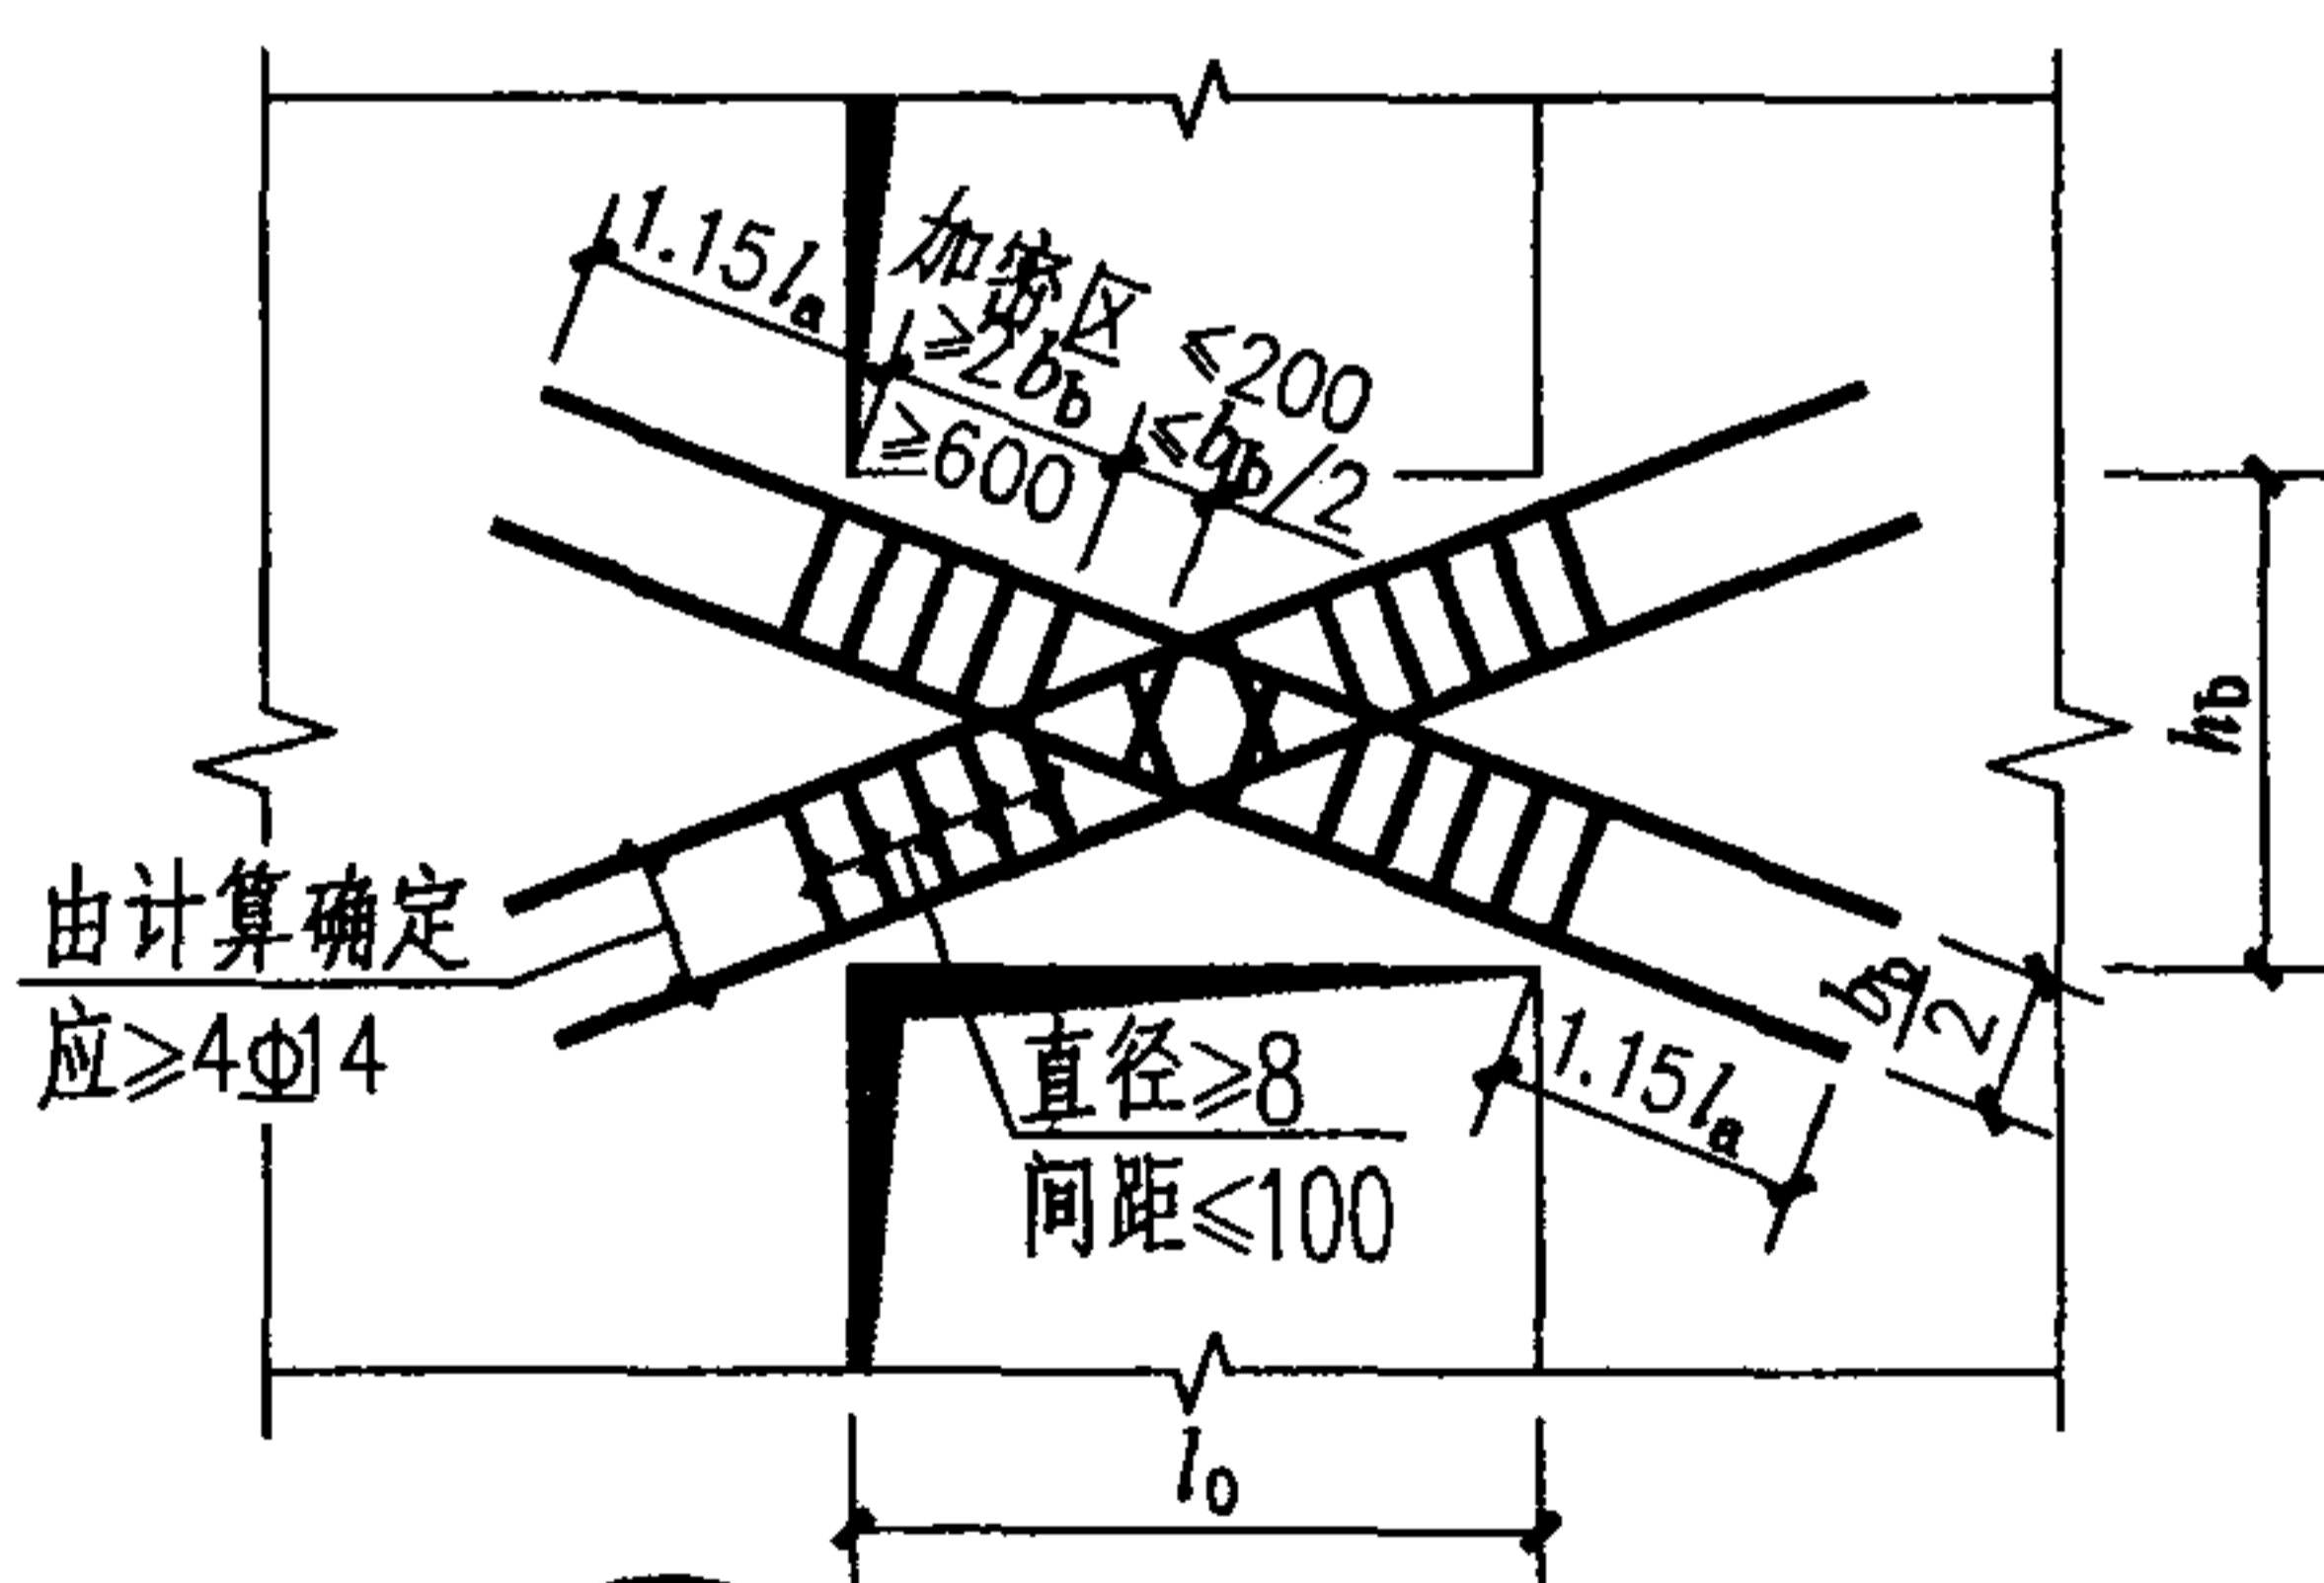 1.15la
加密区
≥2bb
≥600
≤200
≤bb/2
hb
由计算确定
应≥4Φ14
直径≥8
间距≤100
1.15la
bb/2
l0